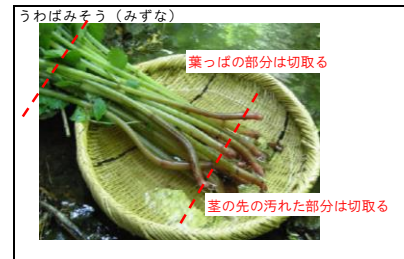 うわばみそう（みずな）
葉っぱの部分は切取る
茎の先の汚れた部分は切取る